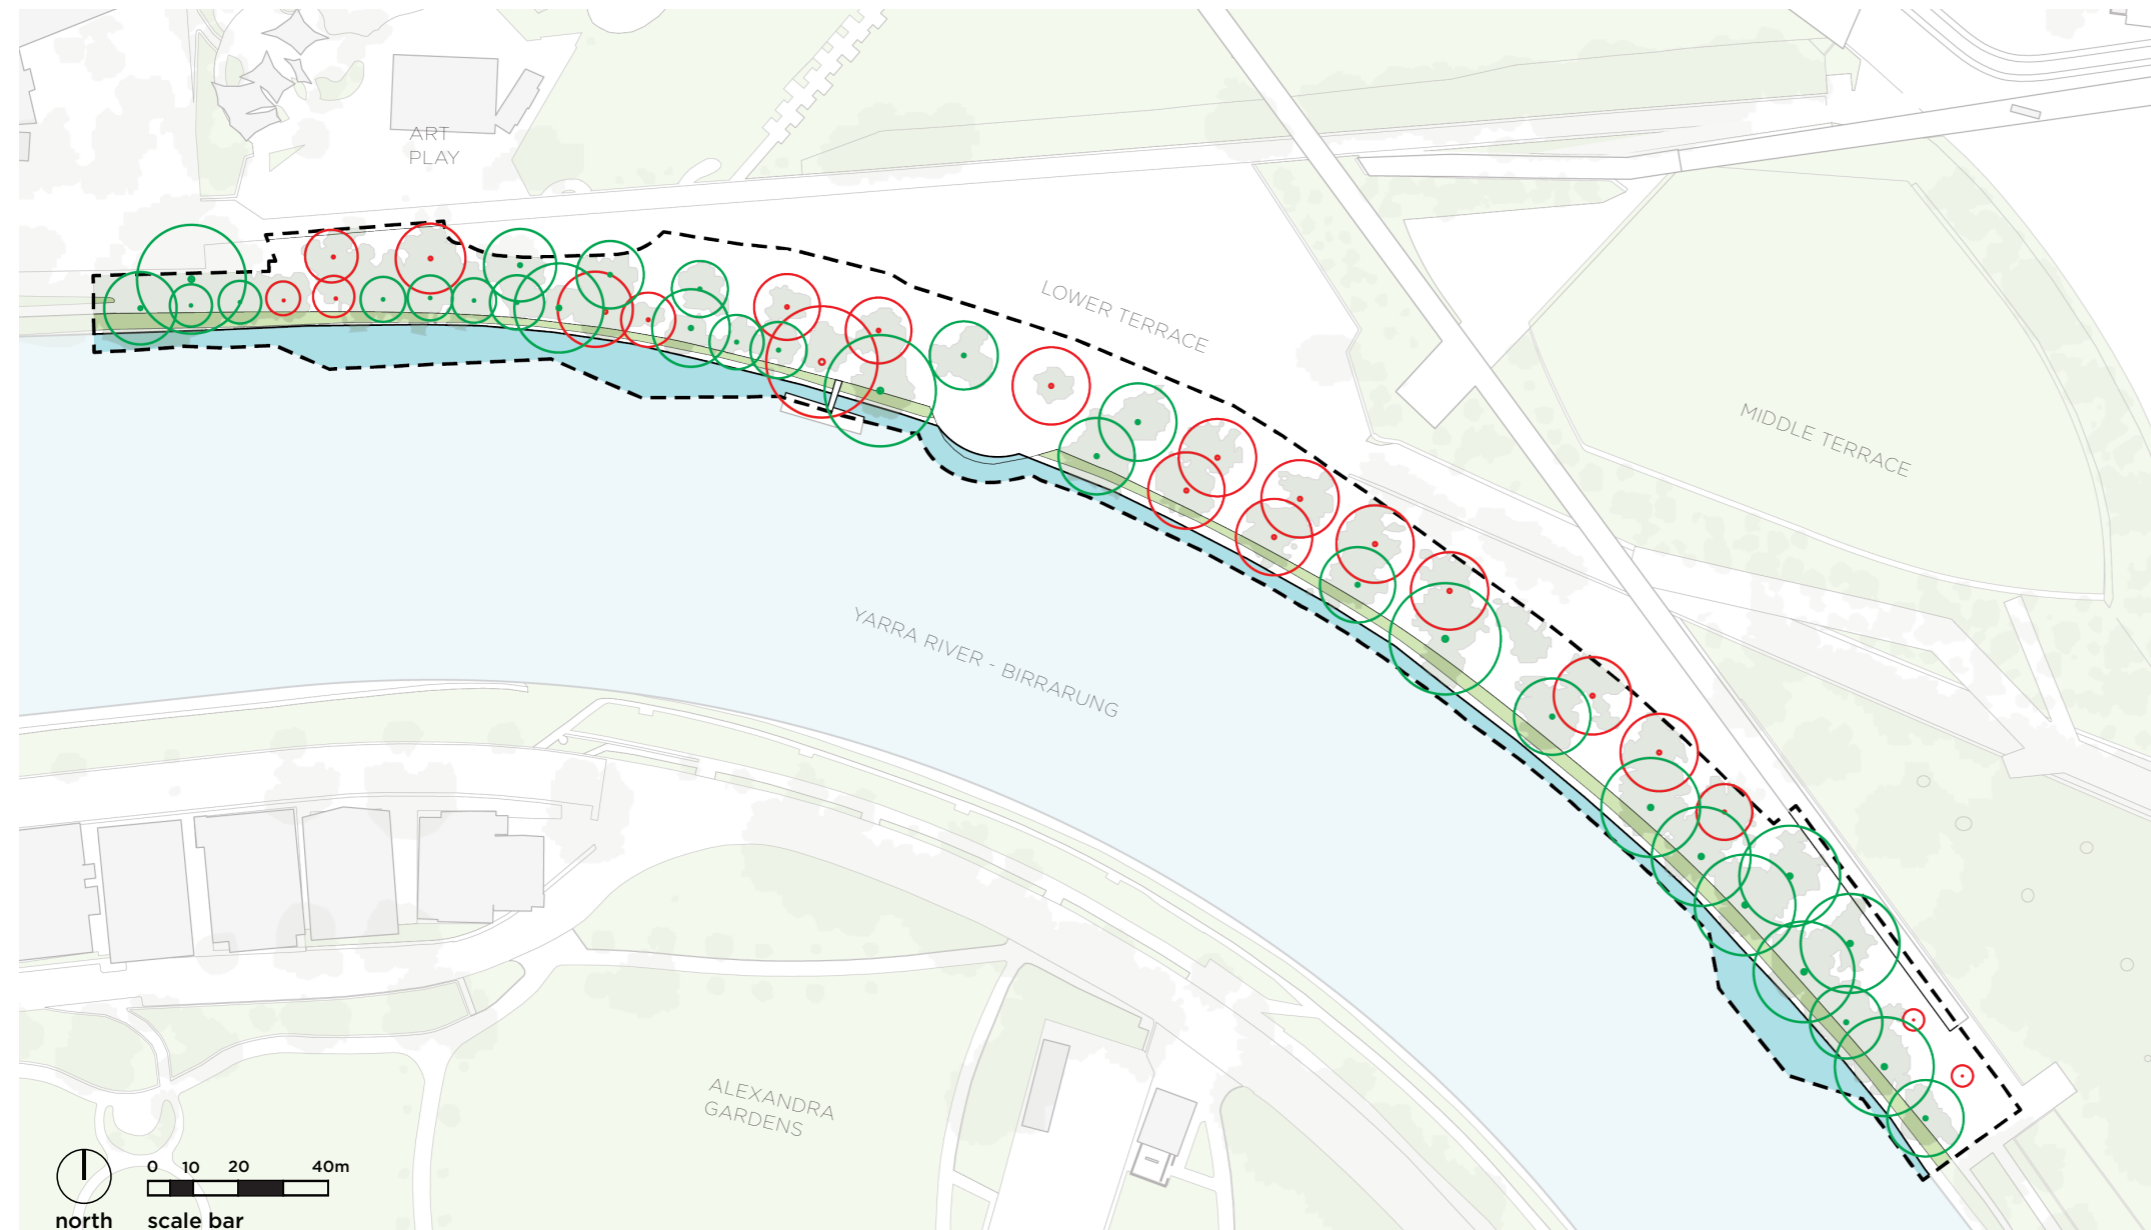 ART
PLAY
LOWER TERRACE
MIDDLE TERRACE
YARRA RIVER - BIRRARUNG
ALEXANDRA
GARDENS
0 10 20 40m
north scale bar